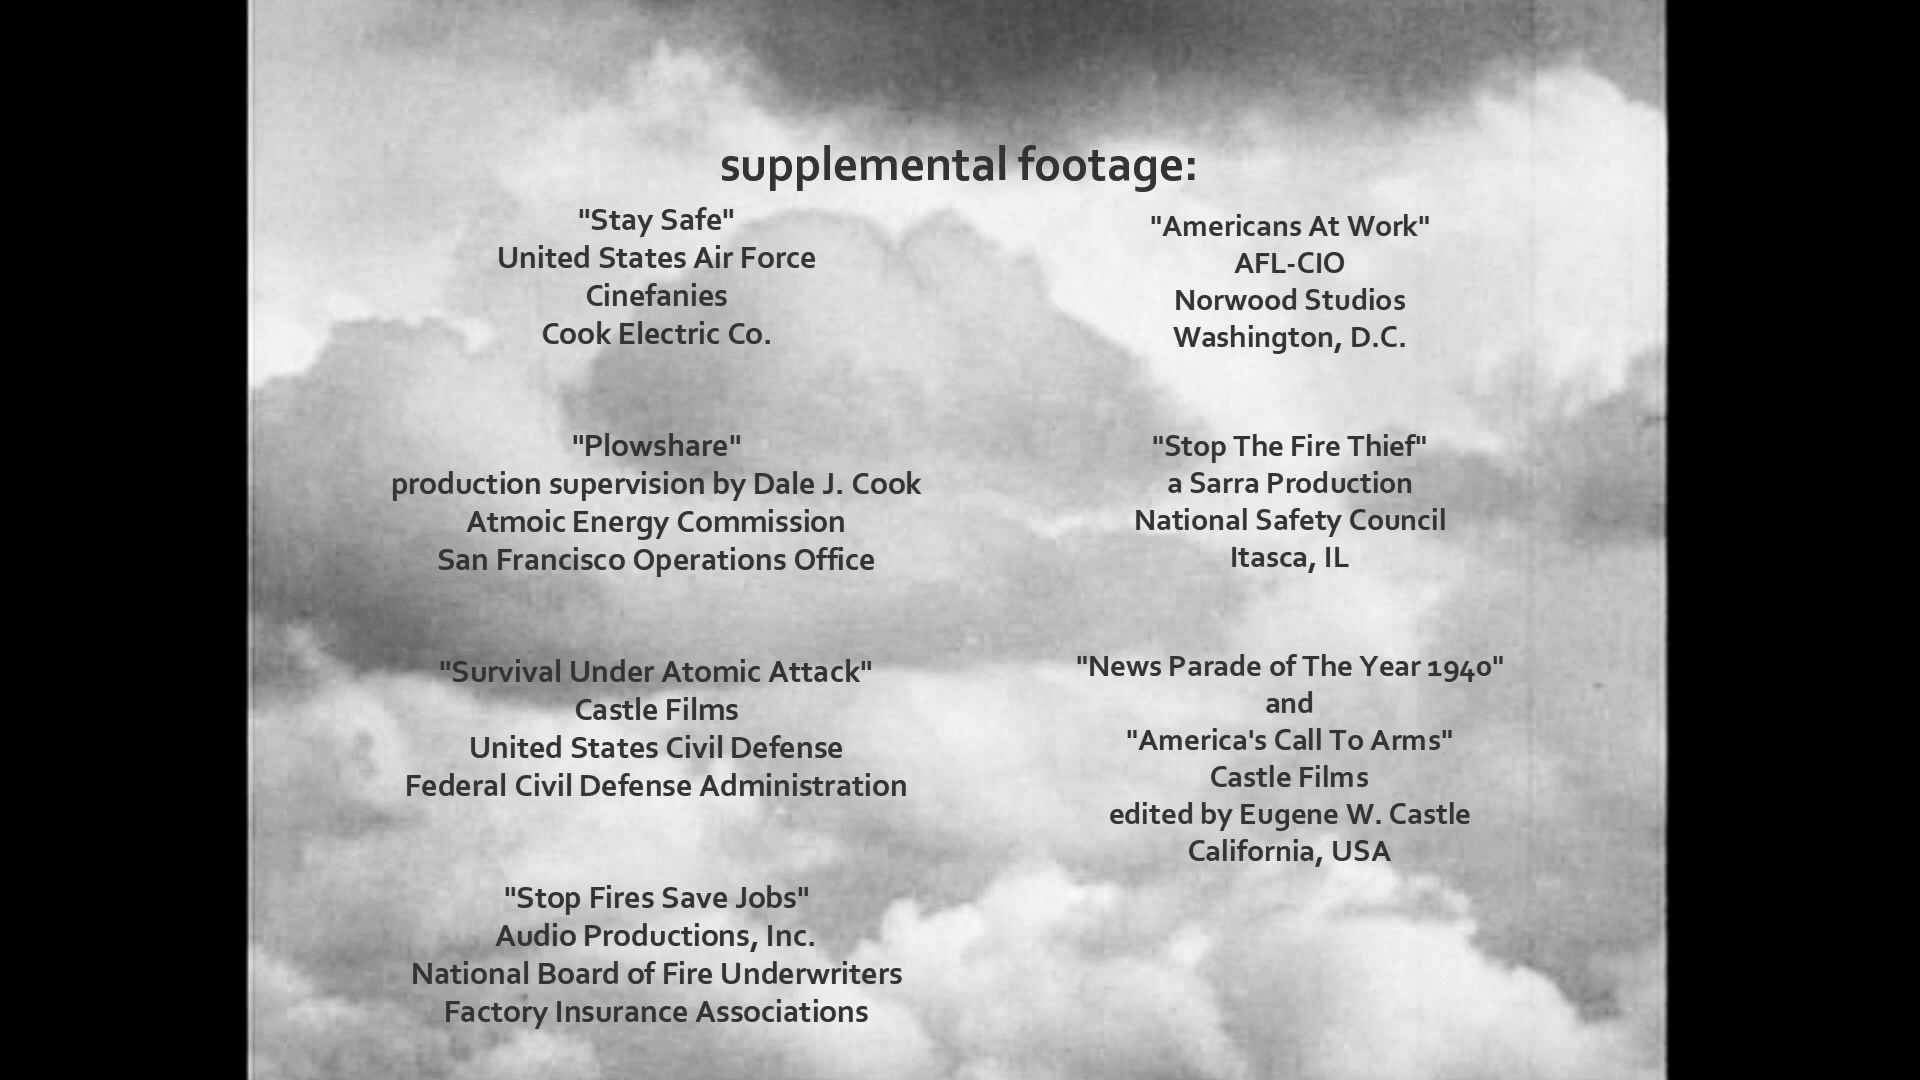 supplemental footage:
"Stay Safe"
United States Air Force
Cinefanies
Cook Electric Co.
"Plowshare"
production supervision by Dale J. Cook
Atmoic Energy Commission
San Francisco Operations Office
"Survival Under Atomic Attack"
Castle Films
United States Civil Defense
Federal Civil Defense Administration
"Stop Fires Save Jobs"
Audio Productions, Inc.
National Board of Fire Underwriters
Factory Insurance Associations
"Americans At Work"
AFL-CIO
Norwood Studios
Washington, D.C.
"Stop The Fire Thief"
a Sarra Production
National Safety Council
Itasca, IL
"News Parade of The Year 1940"
and
"America's Call To Arms"
Castle Films
edited by Eugene W. Castle
California, USA